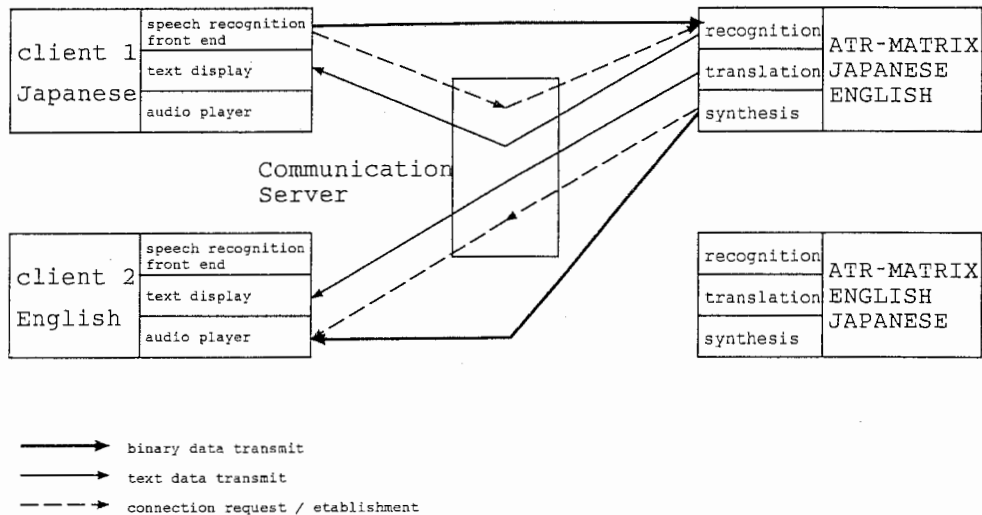 client 1
Japanese
speech recognition
front end
text display
audio player
recognition
translation
synthesis
ATR-MATRIX
JAPANESE
ENGLISH
Communication
Server
client 2
English
speech recognition
front end
text display
audio player
recognition
translation
synthesis
ATR-MATRIX
ENGLISH
JAPANESE
binary data transmit
text data transmit
connection request / etablishment